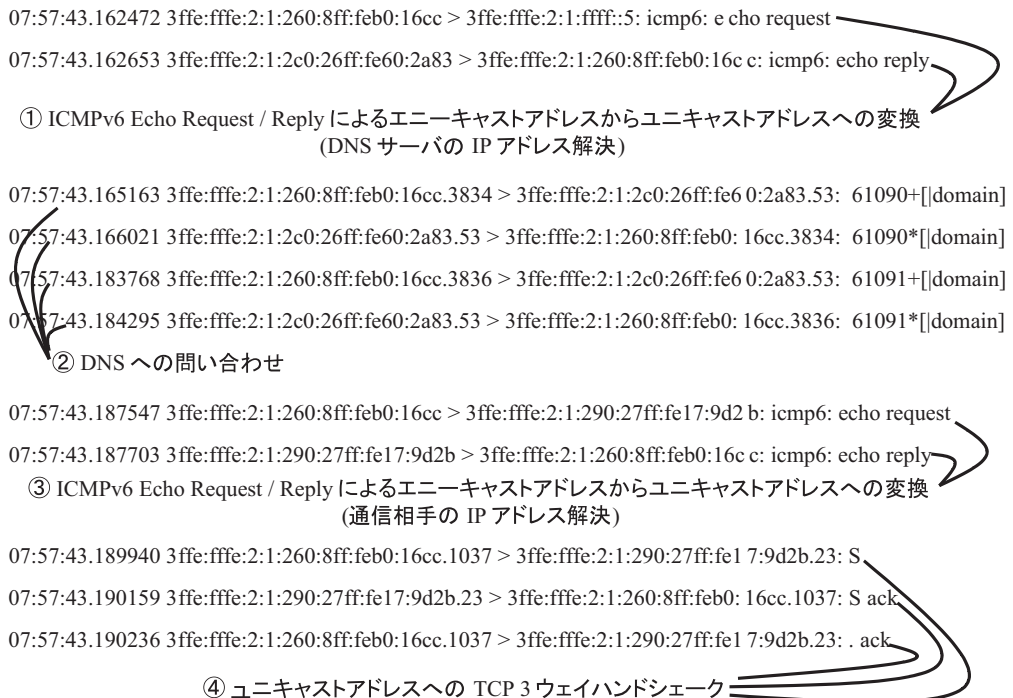 07:57:43.162472 3ffe:fffe:2:1:260:8ff:feb0:16cc > 3ffe:fffe:2:1:ffff::5: icmp6: e cho request
07:57:43.162653 3ffe:fffe:2:1:2c0:26ff:fe60:2a83 > 3ffe:fffe:2:1:260:8ff:feb0:16c c: icmp6: echo reply
① ICMPv6 Echo Request / Reply によるエニーキャストアドレスからユニキャストアドレスへの変換
(DNS サーバの IP アドレス解決)
07:57:43.165163 3ffe:fffe:2:1:260:8ff:feb0:16cc.3834 > 3ffe:fffe:2:1:2c0:26ff:fe6 0:2a83.53: 61090+[|domain]
07:57:43.166021 3ffe:fffe:2:1:2c0:26ff:fe60:2a83.53 > 3ffe:fffe:2:1:260:8ff:feb0: 16cc.3834: 61090*[|domain]
07:57:43.183768 3ffe:fffe:2:1:260:8ff:feb0:16cc.3836 > 3ffe:fffe:2:1:2c0:26ff:fe6 0:2a83.53: 61091+[|domain]
07:57:43.184295 3ffe:fffe:2:1:2c0:26ff:fe60:2a83.53 > 3ffe:fffe:2:1:260:8ff:feb0: 16cc.3836: 61091*[|domain]
② DNS への問い合わせ
07:57:43.187547 3ffe:fffe:2:1:260:8ff:feb0:16cc > 3ffe:fffe:2:1:290:27ff:fe17:9d2 b: icmp6: echo request
07:57:43.187703 3ffe:fffe:2:1:290:27ff:fe17:9d2b > 3ffe:fffe:2:1:260:8ff:feb0:16c c: icmp6: echo reply
③ ICMPv6 Echo Request / Reply によるエニーキャストアドレスからユニキャストアドレスへの変換
(通信相手の IP アドレス解決)
07:57:43.189940 3ffe:fffe:2:1:260:8ff:feb0:16cc.1037 > 3ffe:fffe:2:1:290:27ff:fe1 7:9d2b.23: S
07:57:43.190159 3ffe:fffe:2:1:290:27ff:fe17:9d2b.23 > 3ffe:fffe:2:1:260:8ff:feb0: 16cc.1037: S ack
07:57:43.190236 3ffe:fffe:2:1:260:8ff:feb0:16cc.1037 > 3ffe:fffe:2:1:290:27ff:fe1 7:9d2b.23: . ack
④ ユニキャストアドレスへの TCP 3 ウェイハンドシェーク